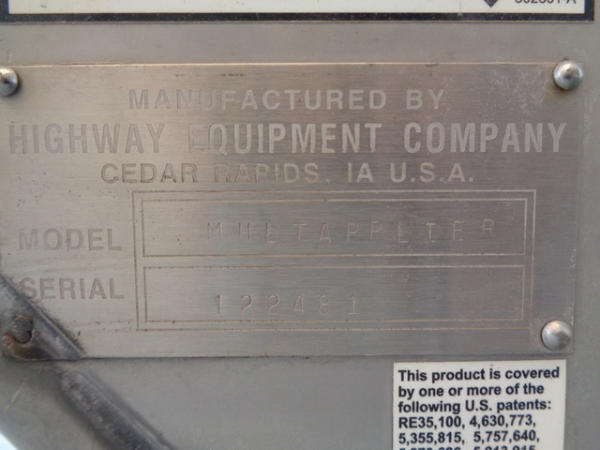 MANUFACTURED BY
HIGHWAY EQUIPMENT COMPANY
CEDAR RAPIDS, IA U.S.A.
MODEL MULTAPPLIER
SERIAL 122481
This product is covered
by one or more of the
following U.S. patents:
RE35,100, 4,630,773,
5,355,815, 5,757,640,